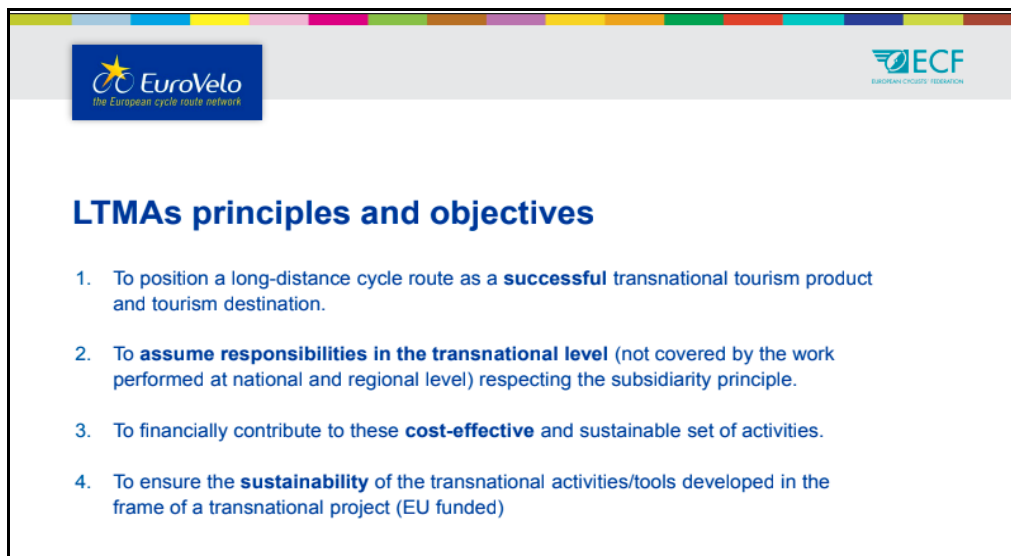 EuroVelo
the European cycle route network
ECF
EUROPEAN CYCLISTS' FEDERATION
LTMAs principles and objectives
1. To position a long-distance cycle route as a successful transnational tourism product
and tourism destination.
2. To assume responsibilities in the transnational level (not covered by the work
performed at national and regional level) respecting the subsidiarity principle.
3. To financially contribute to these cost-effective and sustainable set of activities.
4. To ensure the sustainability of the transnational activities/tools developed in the
frame of a transnational project (EU funded)